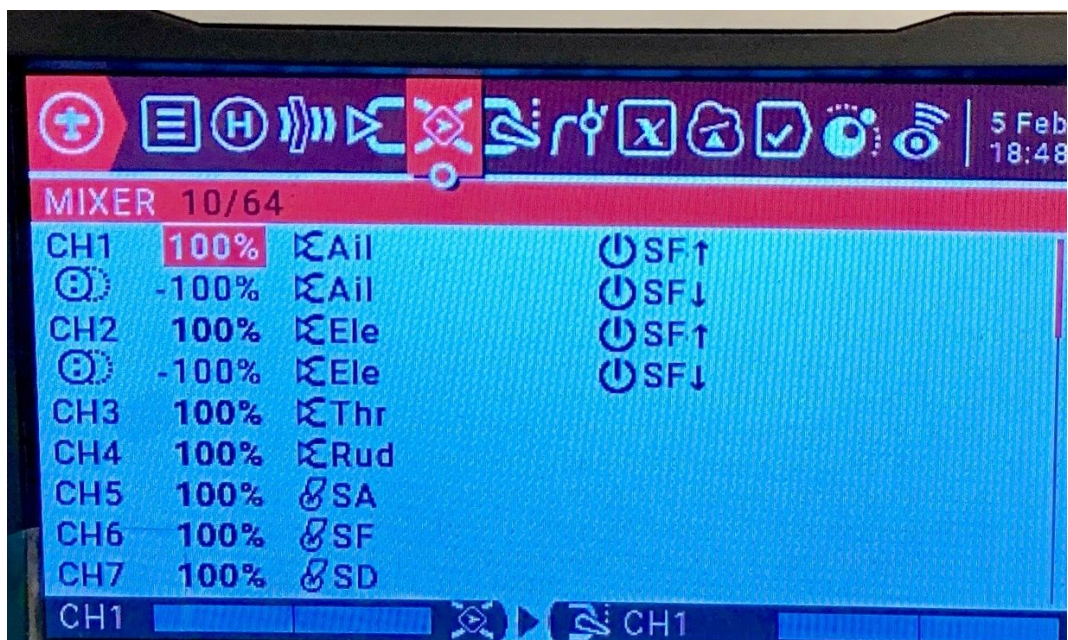 5 Feb
18:48
MIXER 10/64
CH1 100% Ail SF↑
-100% Ail SF↓
CH2 100% Ele SF↑
-100% Ele SF↓
CH3 100% Thr
CH4 100% Rud
CH5 100% SA
CH6 100% SF
CH7 100% SD
CH1 CH1